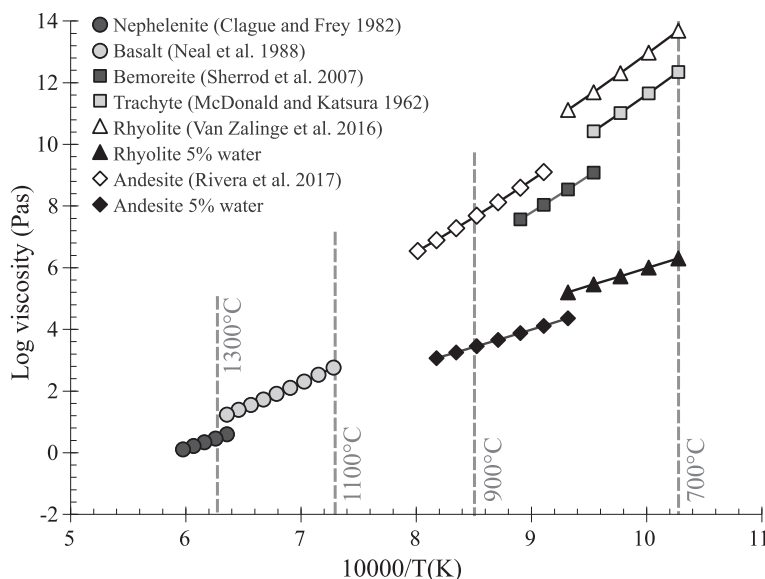 14
12
10
8
6
4
2
0
-2
Log viscosity (Pas)
Nephelenite (Clague and Frey 1982)
Basalt (Neal et al. 1988)
Bemoreite (Sherrod et al. 2007)
Trachyte (McDonald and Katsura 1962)
Rhyolite (Van Zalinge et al. 2016)
Rhyolite 5% water
Andesite (Rivera et al. 2017)
Andesite 5% water
1300°C
1100°C
900°C
700°C
5
6
7
8
9
10
11
10000/T(K)